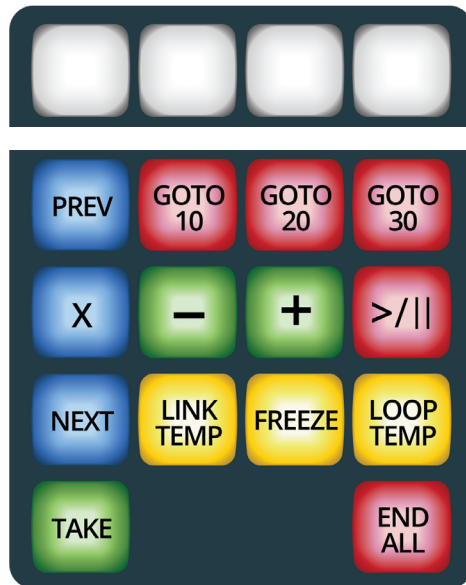 PREV
GOTO
10
GOTO
20
GOTO
30
X
–
+
>/||
NEXT
LINK
TEMP
FREEZE
LOOP
TEMP
TAKE
END
ALL